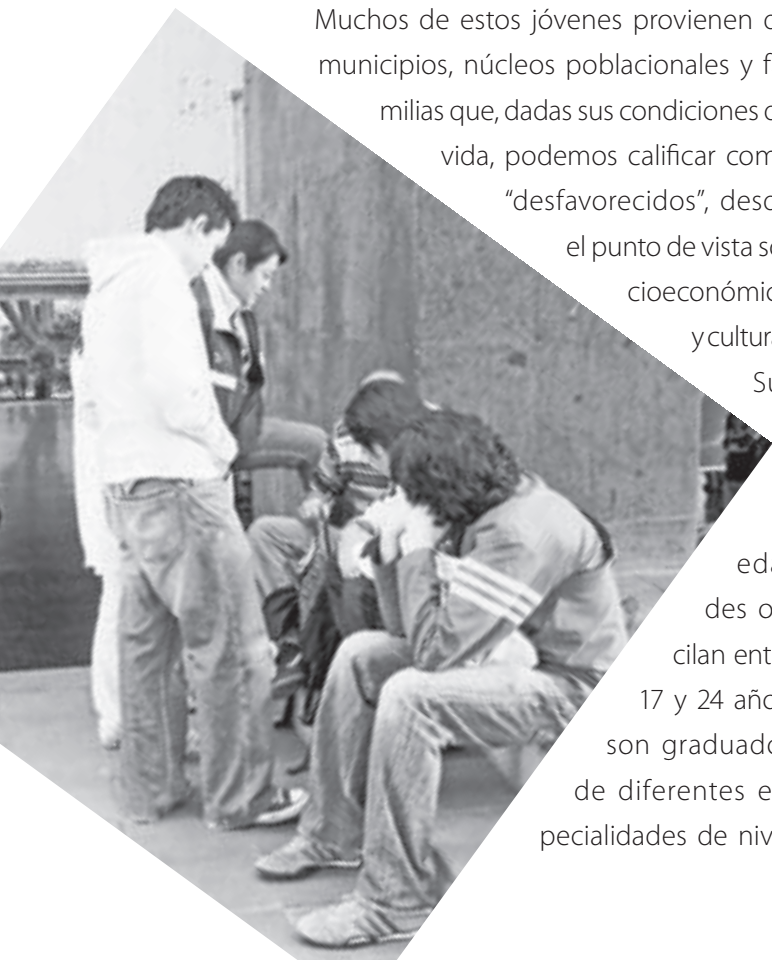 Muchos de estos jóvenes provienen d
municipios, núcleos poblacionales y f
milias que, dadas sus condiciones d
vida, podemos calificar com
“desfavorecidos”, desd
el punto de vista so
cioeconómic
y cultura
Su
eda
des o
cilan ent
17 y 24 año
son graduado
de diferentes e
pecialidades de niv